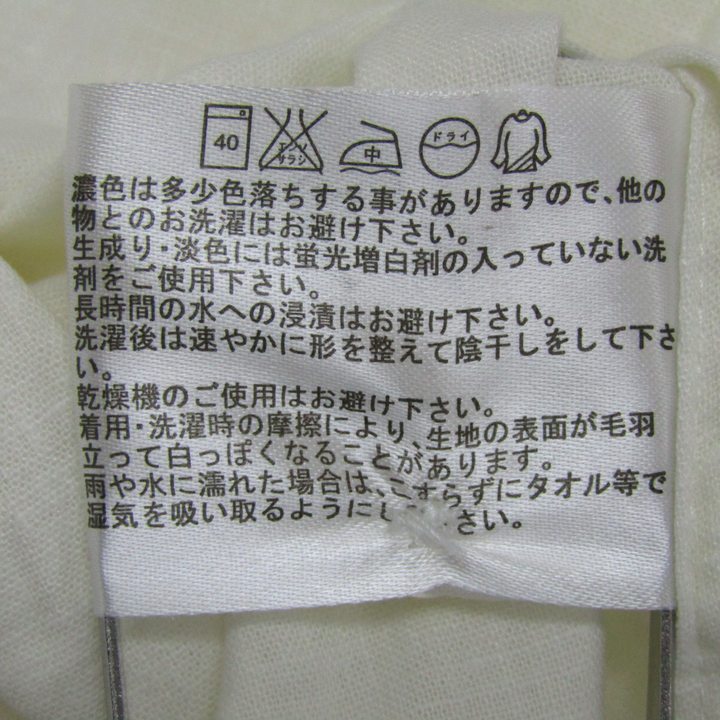 40 エンソ サラシ 中 ドライ
濃色は多少色落ちする事がありますので、他の
物とのお洗濯はお避け下さい。
生成り・淡色には蛍光増白剤の入っていない洗
剤をご使用下さい。
長時間の水への浸漬はお避け下さい。
洗濯後は速やかに形を整えて陰干しをして下さ
い。
乾燥機のご使用はお避け下さい。
着用・洗濯時の摩擦により、生地の表面が毛羽
立って白っぽくなることがあります。
雨や水に濡れた場合は、こすらずにタオル等で
湿気を吸い取るようにして下さい。